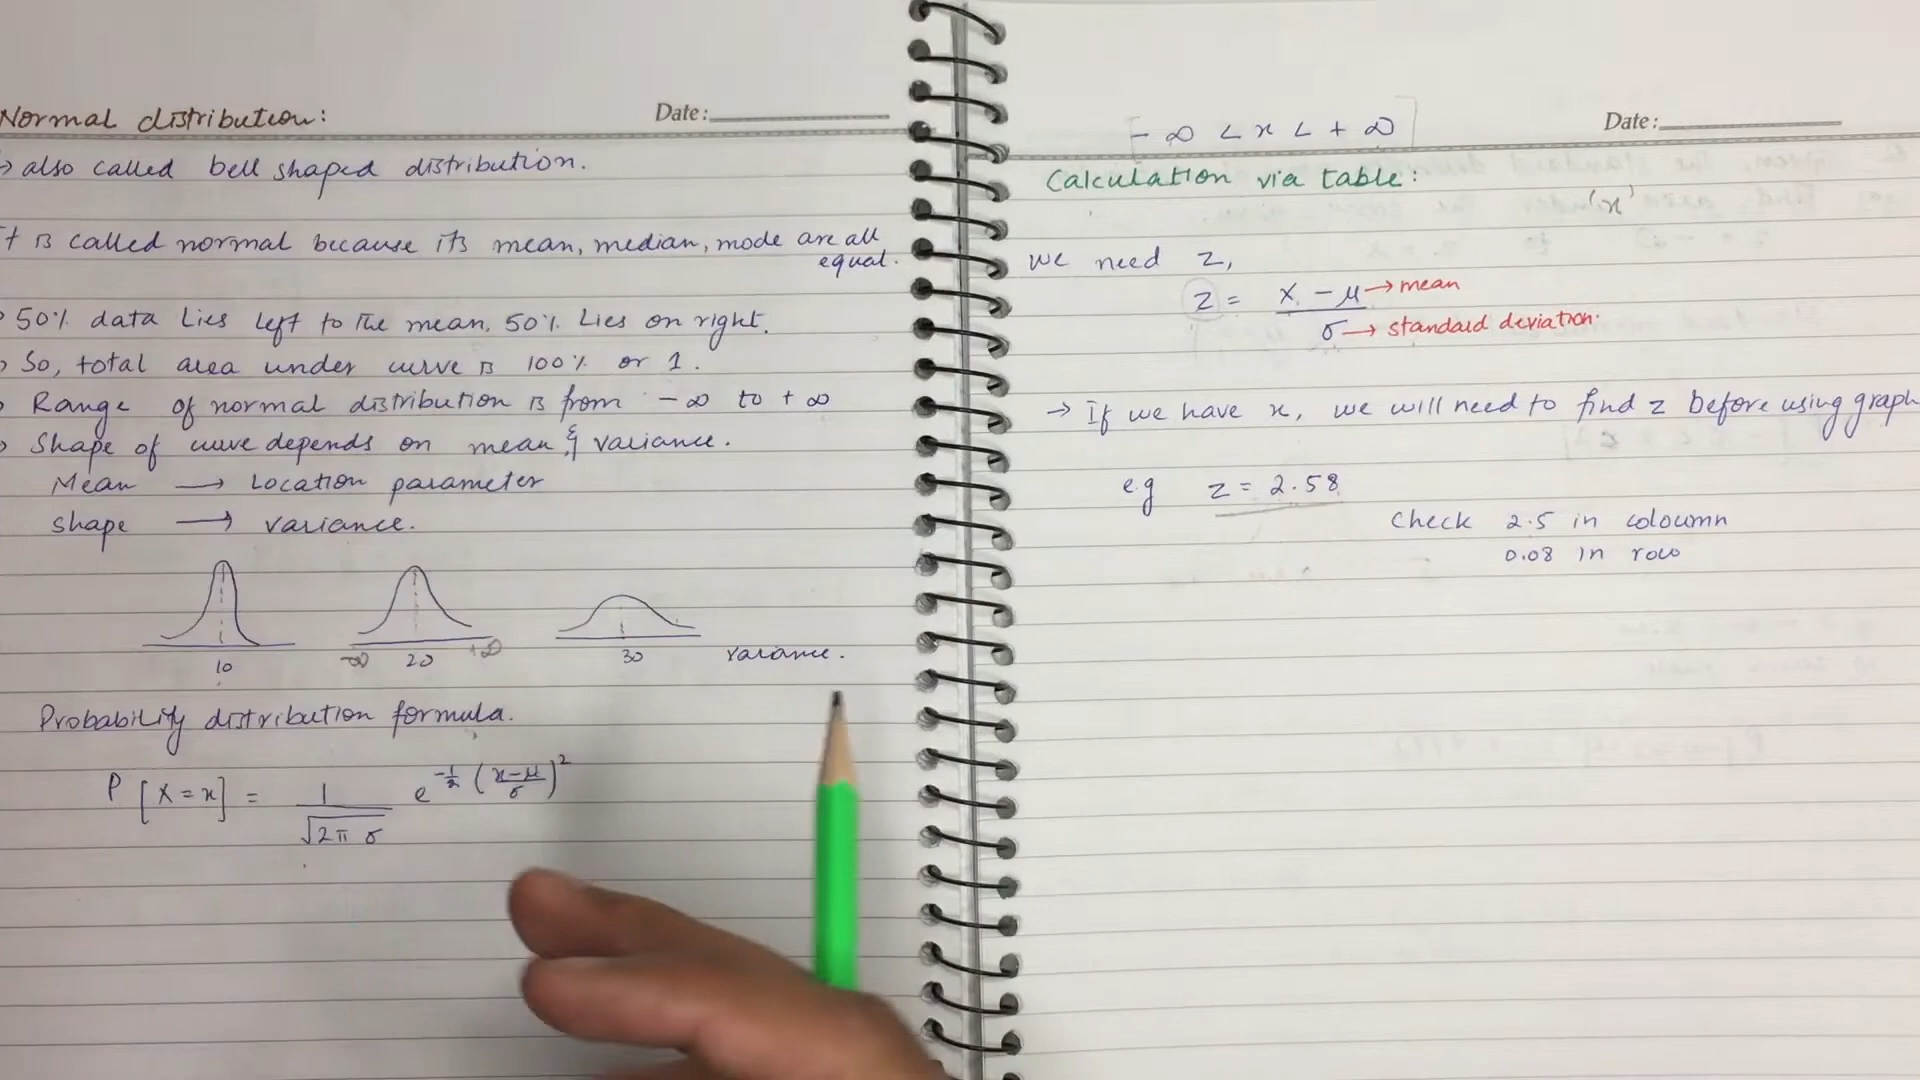 Normal distribution:
Date:
→ also called bell shaped distribution.
It is called normal because its mean, median, mode are all
equal.
50% data lies left to the mean, 50% lies on right.
So, total area under curve is 100% or 1.
Range of normal distribution is from -∞ to +∞
Shape of curve depends on mean & variance.
Mean → Location parameter
shape → variance.
10
-∞ 20 +∞
30
variance.
Probability distribution formula.
P [X = x] = 1/√2π σ e^-1/2 (x-μ/σ)^2
[-∞ < x < +∞]
Date:
Calculation via table:
'x'
we need z,
z = x - μ → mean
σ → standard deviation.
→ If we have x, we will need to find z before using graph
e.g z = 2.58
Check 2.5 in coloumn
0.08 in row